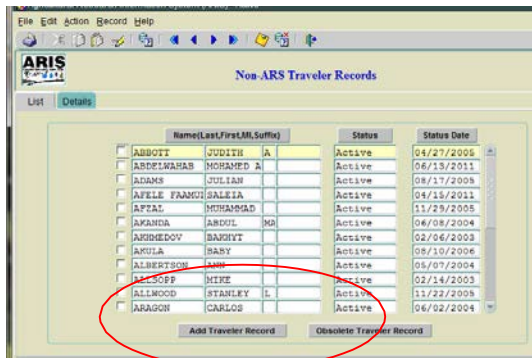 File Edit Action Record Help
ARIS
Non-ARS Traveler Records
List Details
Name(Last,First,MI,Suffix) Status Status Date
ABBOTT JUDITH A Active 04/27/2005
ABDELWAHAB MOHAMED A Active 06/13/2011
ADAMS JULIAN Active 08/17/2005
AFELE FAAMUI SALEIA Active 04/15/2011
AFZAL MUHAMMAD Active 11/29/2005
AKANDA ABDUL MA Active 06/08/2004
AKHMEDOV BAKHYT Active 02/06/2003
AKULA BABY Active 08/10/2006
ALBERTSON ANN Active 05/07/2004
ALLSOPP MIKE Active 02/14/2003
ALLWOOD STANLEY L Active 11/22/2005
ARAGON CARLOS Active 06/02/2004
Add Traveler Record Obsolete Traveler Record